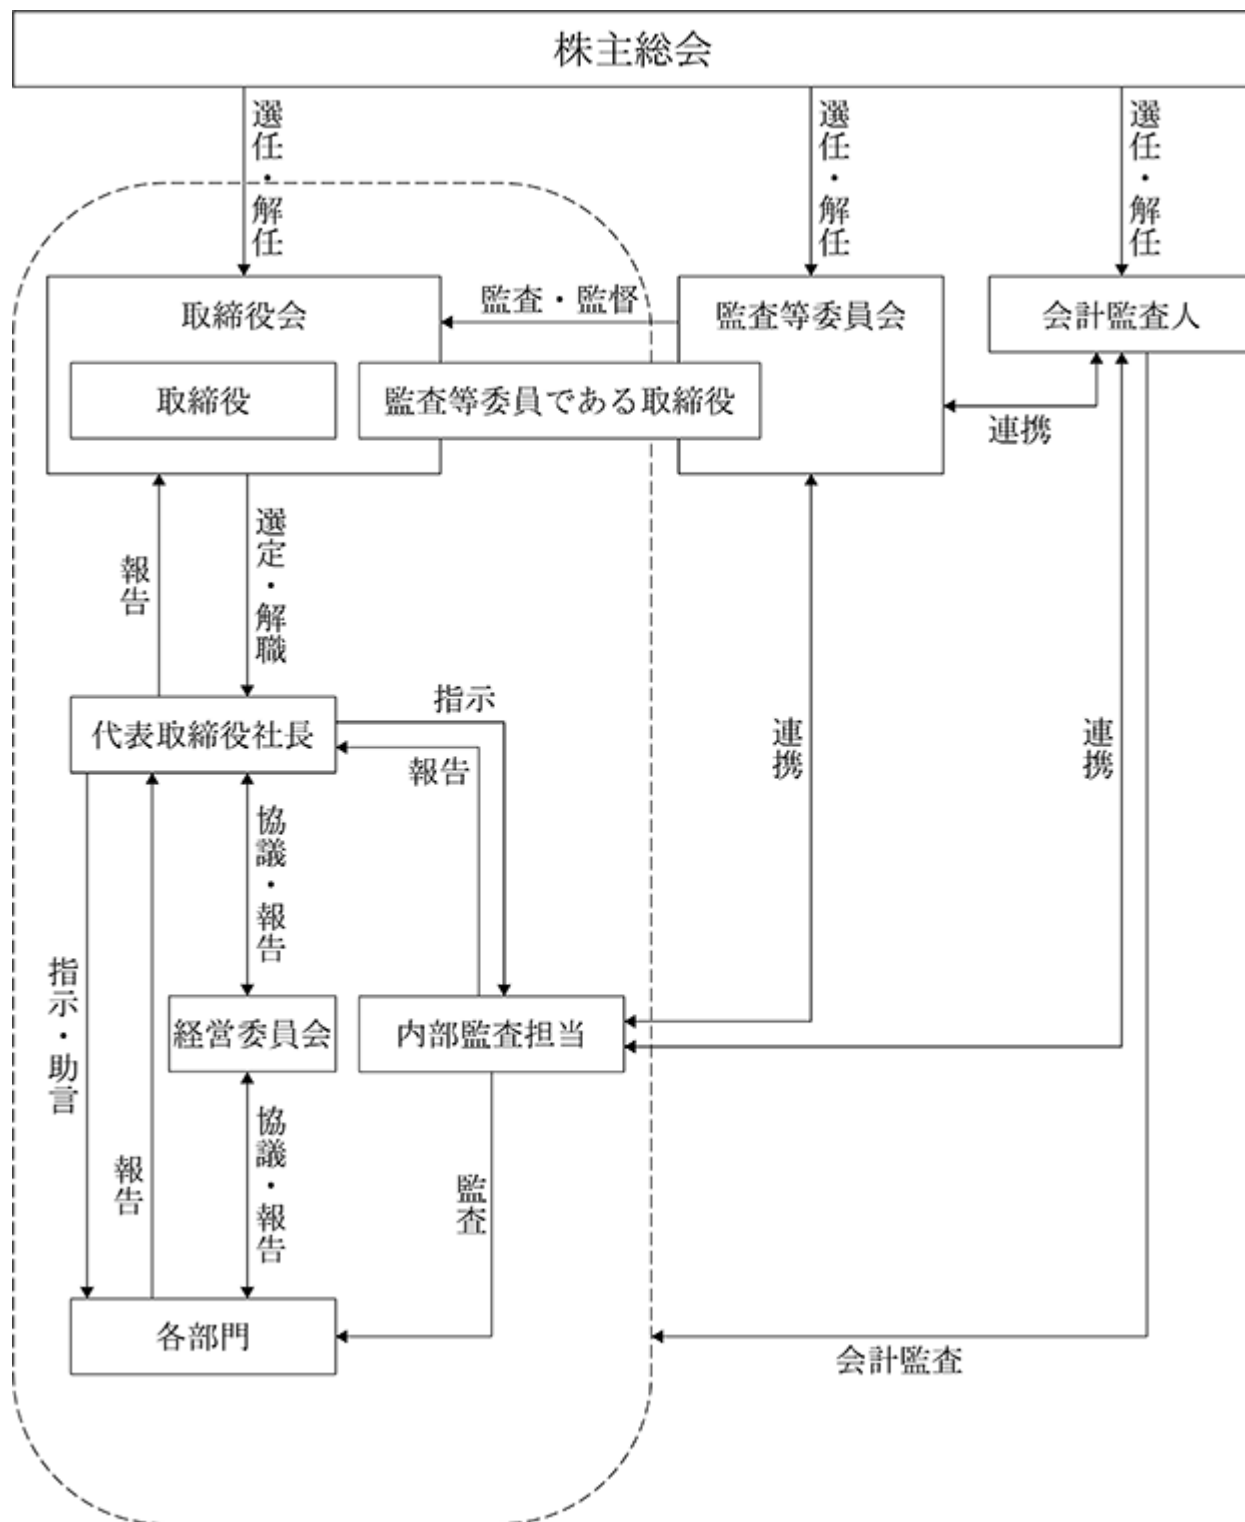 株主総会
選任・解任
選任・解任
選任・解任
取締役会
監査・監督
監査等委員会
会計監査人
取締役
監査等委員である取締役
連携
報告
選定・解職
代表取締役社長
指示
報告
連携
連携
協議・報告
指示・助言
経営委員会
内部監査担当
報告
協議・報告
監査
各部門
会計監査